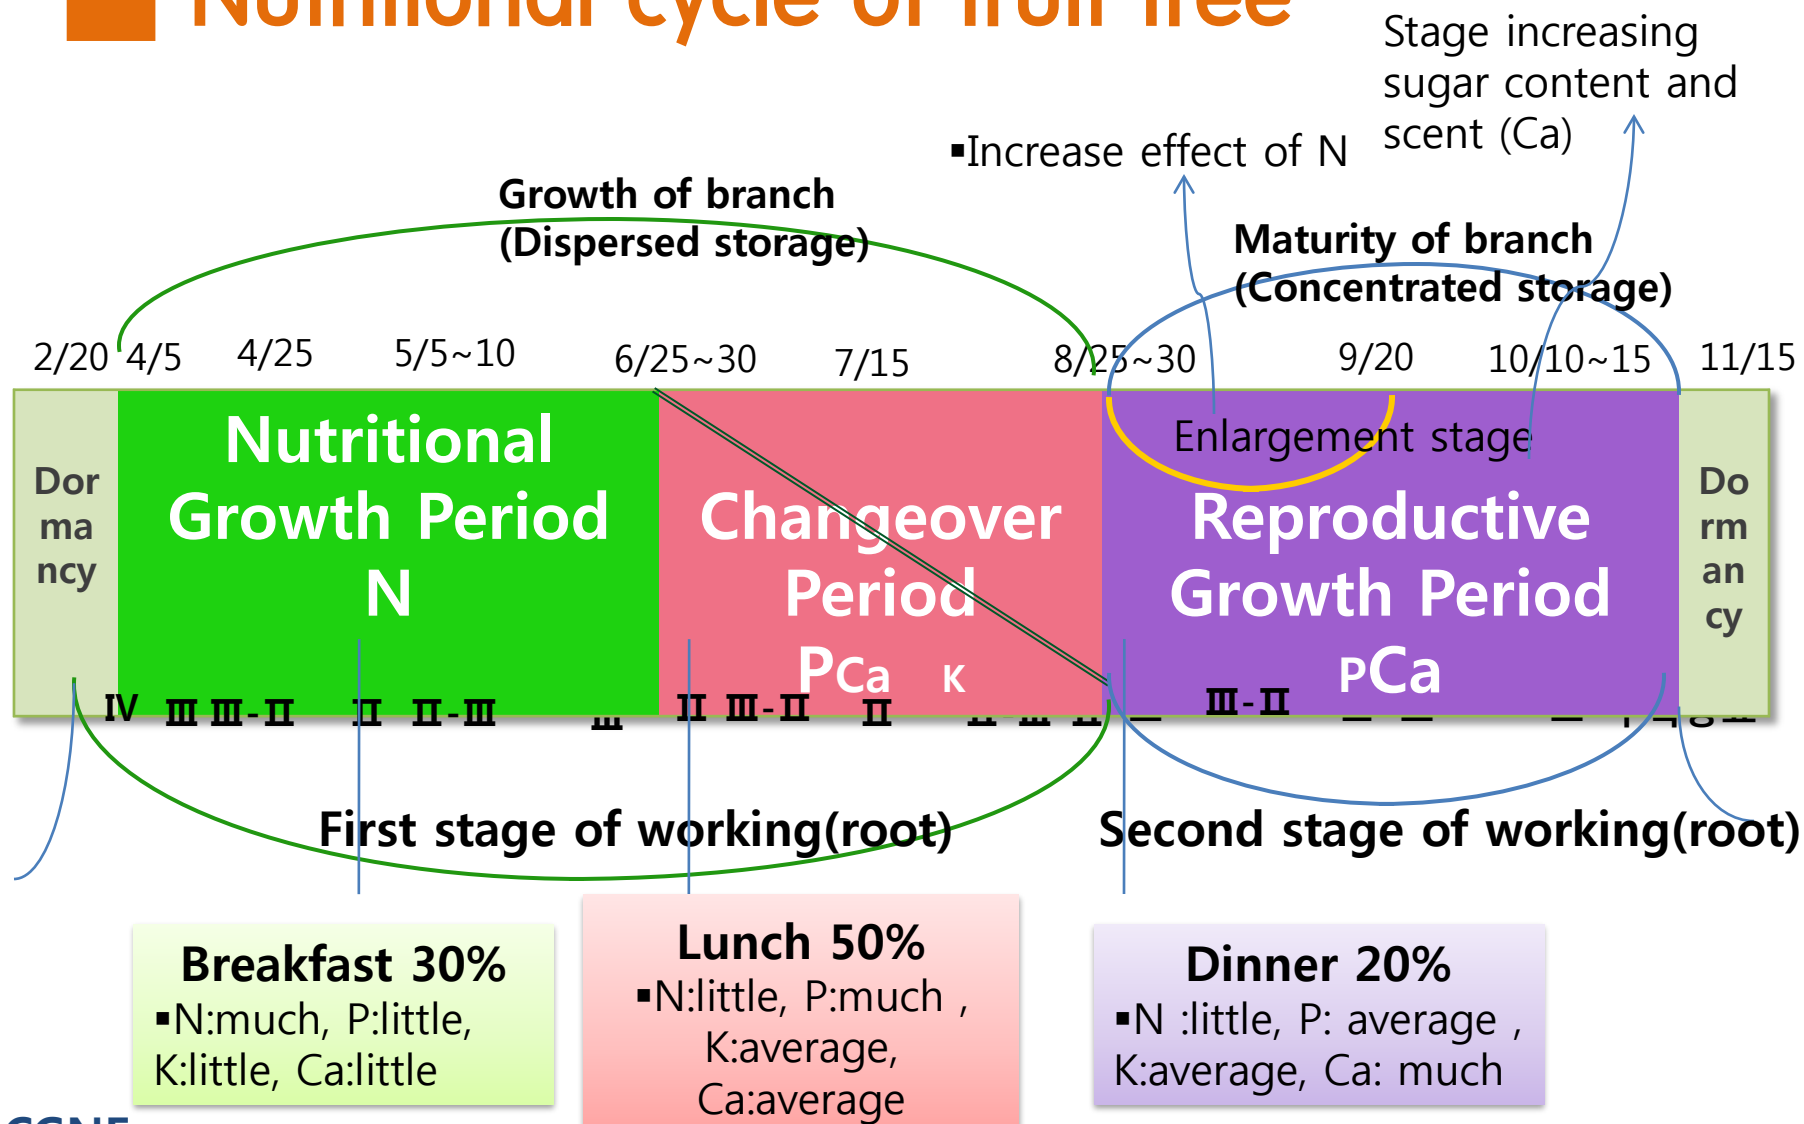 Nutritional cycle of fruit tree
Stage increasing
sugar content and
scent (Ca)
▪Increase effect of N
Growth of branch
(Dispersed storage)
Maturity of branch
(Concentrated storage)
2/20 4/5 4/25 5/5~10 6/25~30 7/15 8/25~30 9/20 10/10~15 11/15
Dor
ma
ncy
Nutritional
Growth Period
N
Changeover
Period
PCa K
Enlargement stage
Reproductive
Growth Period
PCa
Do
rm
an
cy
IV Ⅲ Ⅲ-Ⅱ Ⅱ Ⅱ-Ⅲ Ⅲ Ⅱ Ⅲ-Ⅱ Ⅱ Ⅱ-Ⅲ Ⅱ Ⅲ-Ⅱ
First stage of working(root)
Second stage of working(root)
Breakfast 30%
▪N:much, P:little,
K:little, Ca:little
Lunch 50%
▪N:little, P:much ,
K:average,
Ca:average
Dinner 20%
▪N :little, P: average ,
K:average, Ca: much